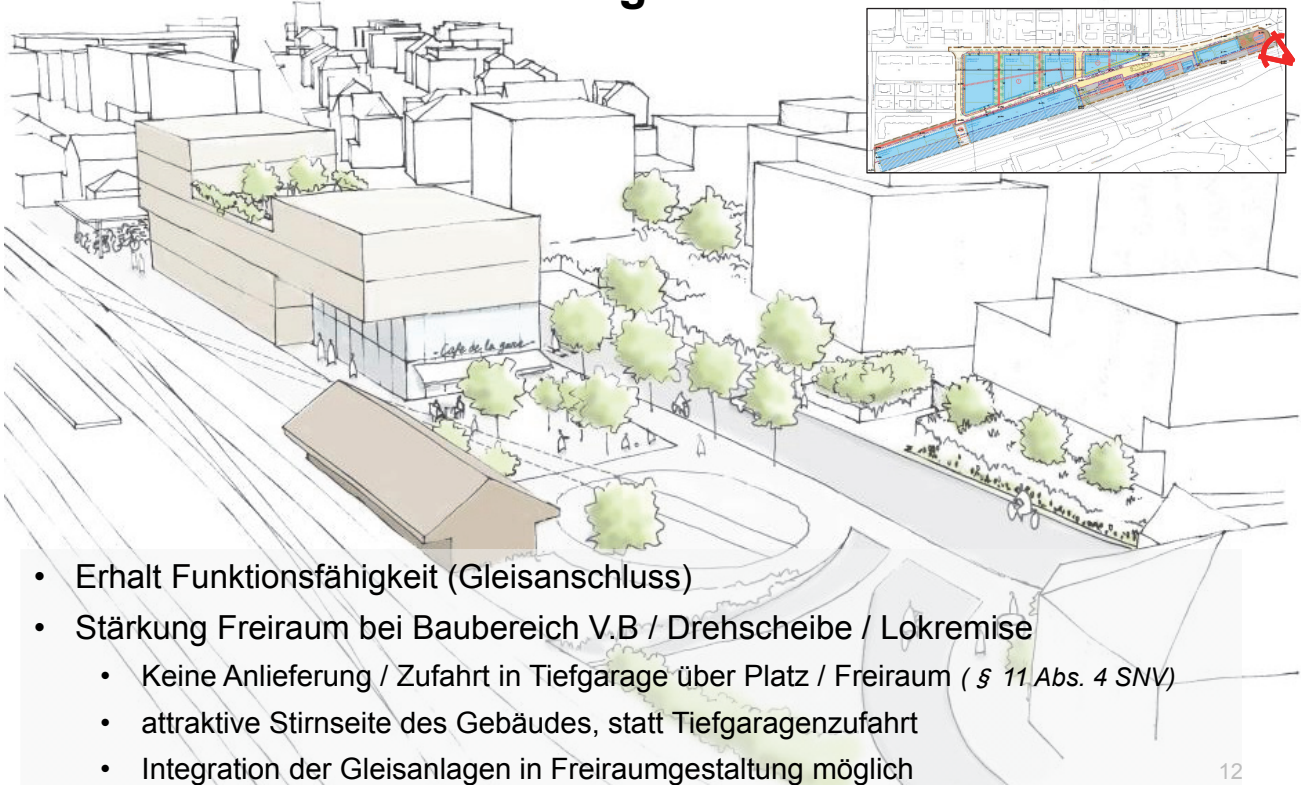 - Café de la gare -
• Erhalt Funktionsfähigkeit (Gleisanschluss)
• Stärkung Freiraum bei Baubereich V.B / Drehscheibe / Lokremise
• Keine Anlieferung / Zufahrt in Tiefgarage über Platz / Freiraum ( § 11 Abs. 4 SNV)
• attraktive Stirnseite des Gebäudes, statt Tiefgaragenzufahrt
• Integration der Gleisanlagen in Freiraumgestaltung möglich
12